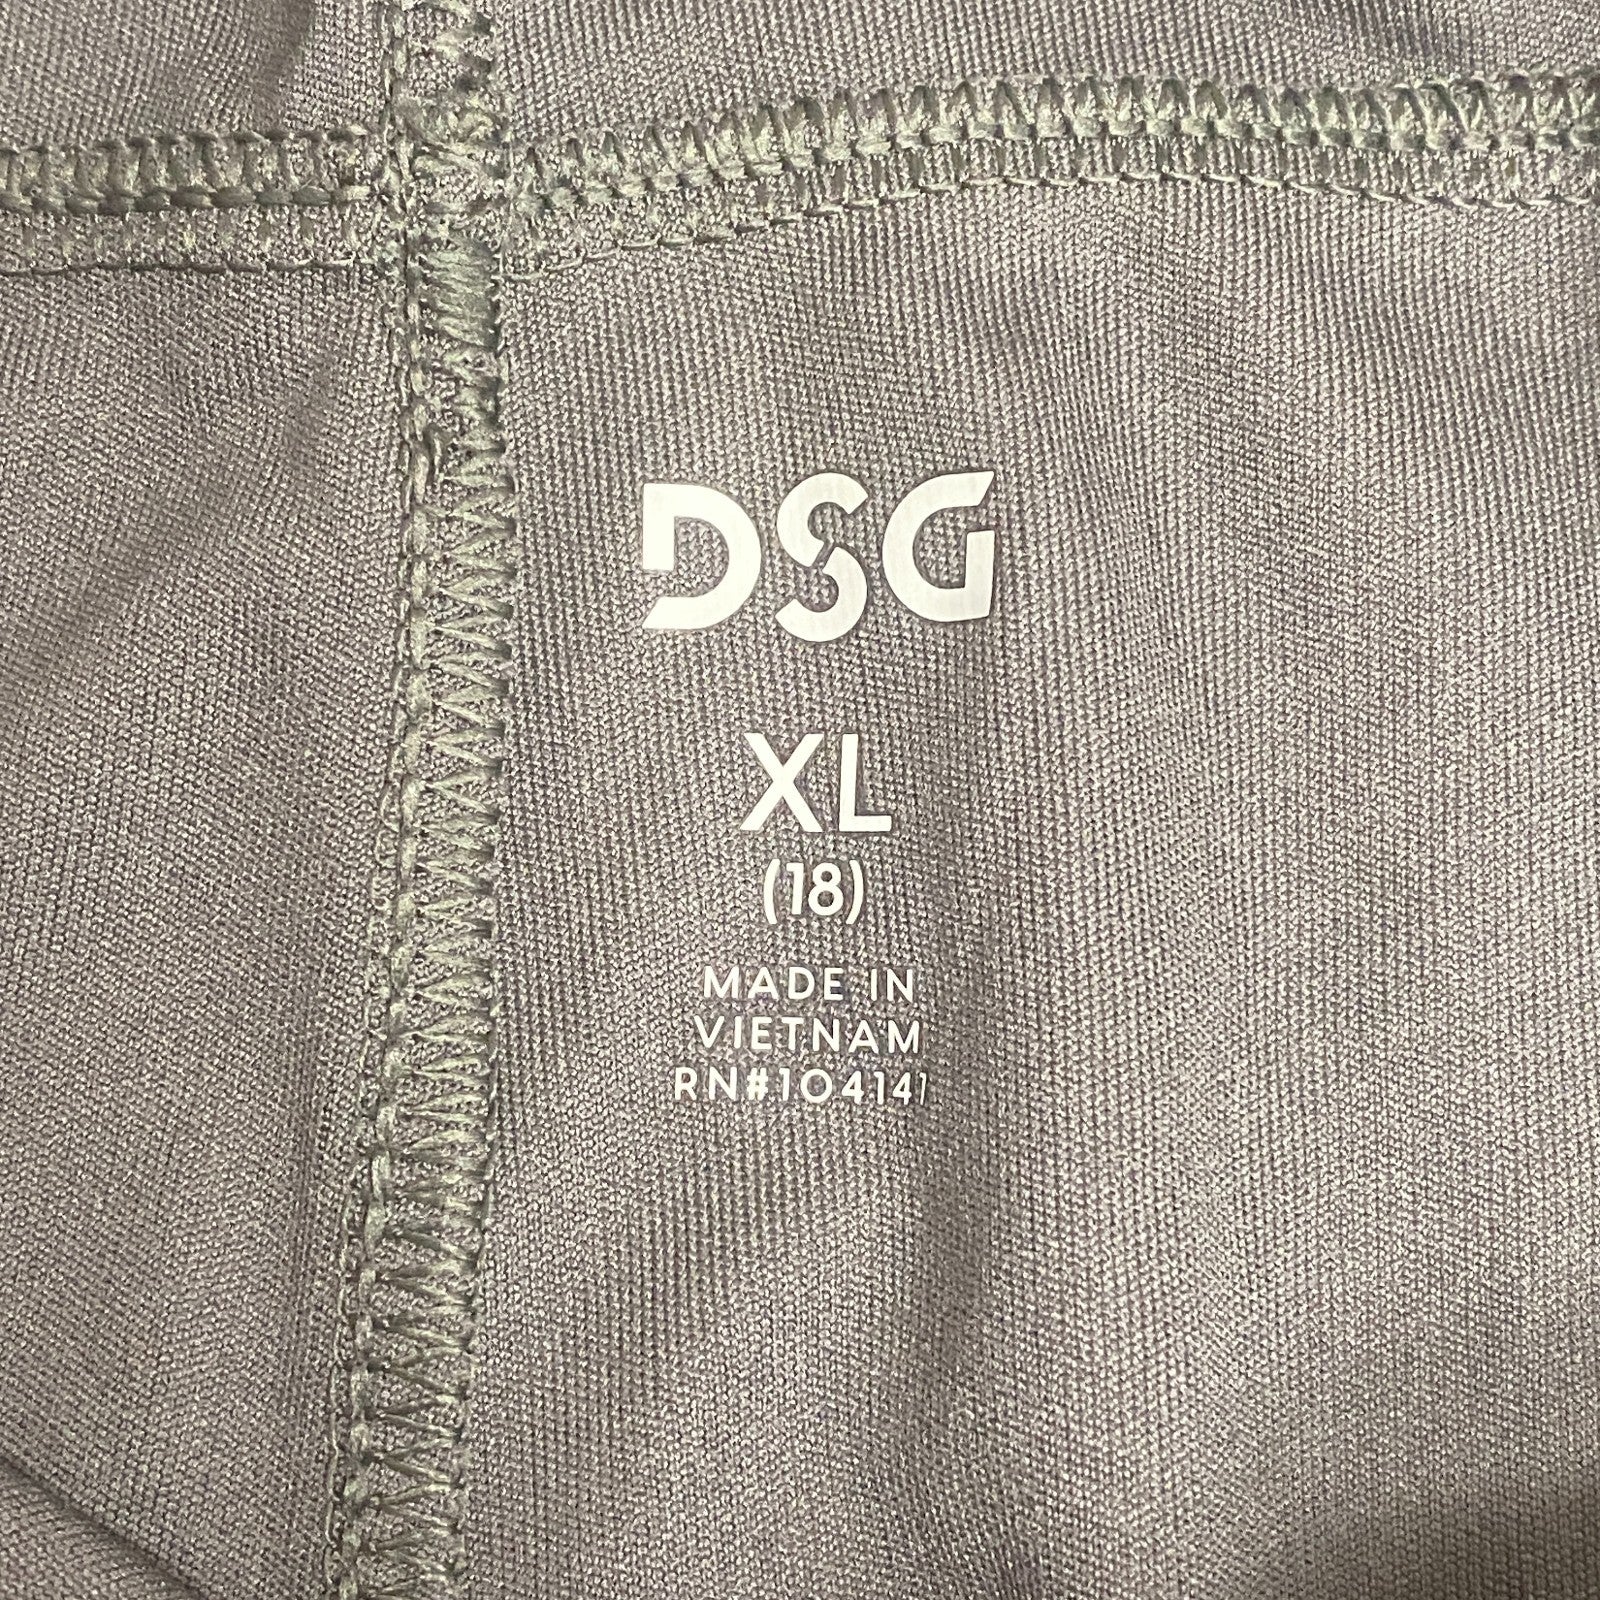 DSG
XL
(18)
MADE IN
VIETNAM
RN#104141